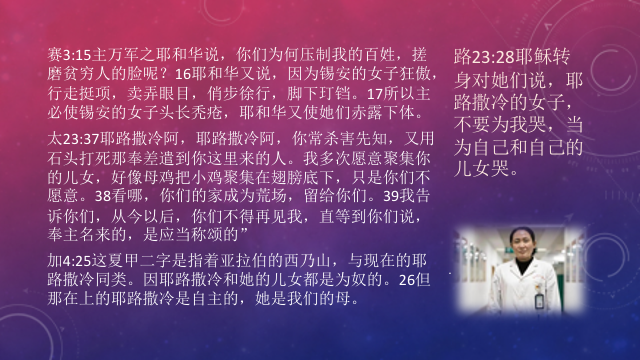 赛3:15主万军之耶和华说，你们为何压制我的百姓，搓
磨贫穷人的脸呢？16耶和华又说，因为锡安的女子狂傲，
行走挺项，卖弄眼目，俏步徐行，脚下玎铛。17所以主
必使锡安的女子头长秃疮，耶和华又使她们赤露下体。
太23:37耶路撒冷阿，耶路撒冷阿，你常杀害先知，又用
石头打死那奉差遣到你这里来的人。我多次愿意聚集你
的儿女，好像母鸡把小鸡聚集在翅膀底下，只是你们不
愿意。38看哪，你们的家成为荒场，留给你们。39我告
诉你们，从今以后，你们不得再见我，直等到你们说，
奉主名来的，是应当称颂的”
加4:25这夏甲二字是指着亚拉伯的西乃山，与现在的耶
路撒冷同类。因耶路撒冷和她的儿女都是为奴的。26但
那在上的耶路撒冷是自主的，她是我们的母。
路23:28耶稣转
身对她们说，耶
路撒冷的女子，
不要为我哭，当
为自己和自己的
儿女哭。